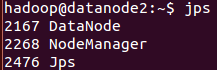 hadoop@datanode2:~$ jps
2167 DataNode
2268 NodeManager
2476 Jps